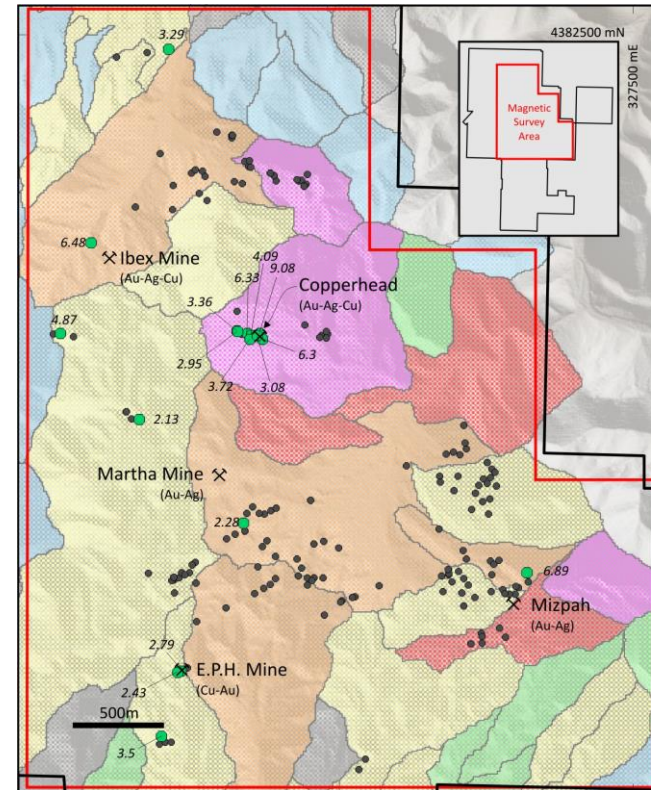 3.29
4382500 mN
327500 mE
Magnetic
Survey
Area
6.48
Ibex Mine
(Au-Ag-Cu)
4.09
6.33
9.08
3.36
Copperhead
(Au-Ag-Cu)
4.87
2.95
6.3
3.72
3.08
2.13
Martha Mine
(Au-Ag)
2.28
6.89
Mizpah
(Au-Ag)
2.79
E.P.H. Mine
(Cu-Au)
2.43
500m
3.5